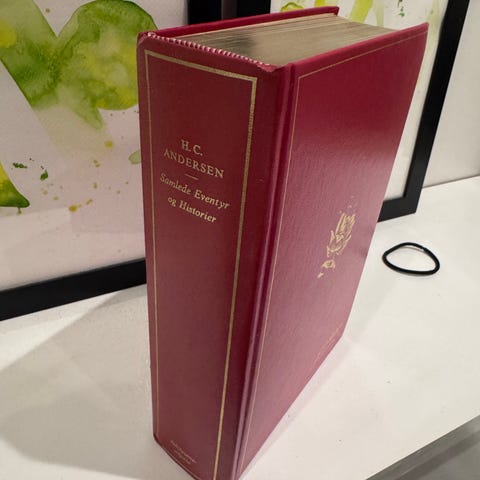 H.C.
ANDERSEN
Samlede Eventyr
og Historier